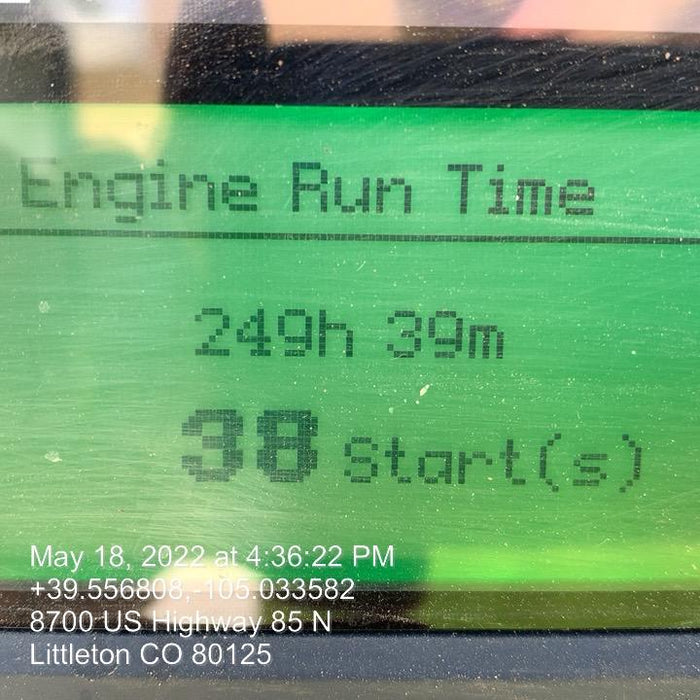 Engine Run Time
249h 39m
38 Start(s)
May 18, 2022 at 4:36:22 PM
+39.556808,-105.033582
8700 US Highway 85 N
Littleton CO 80125